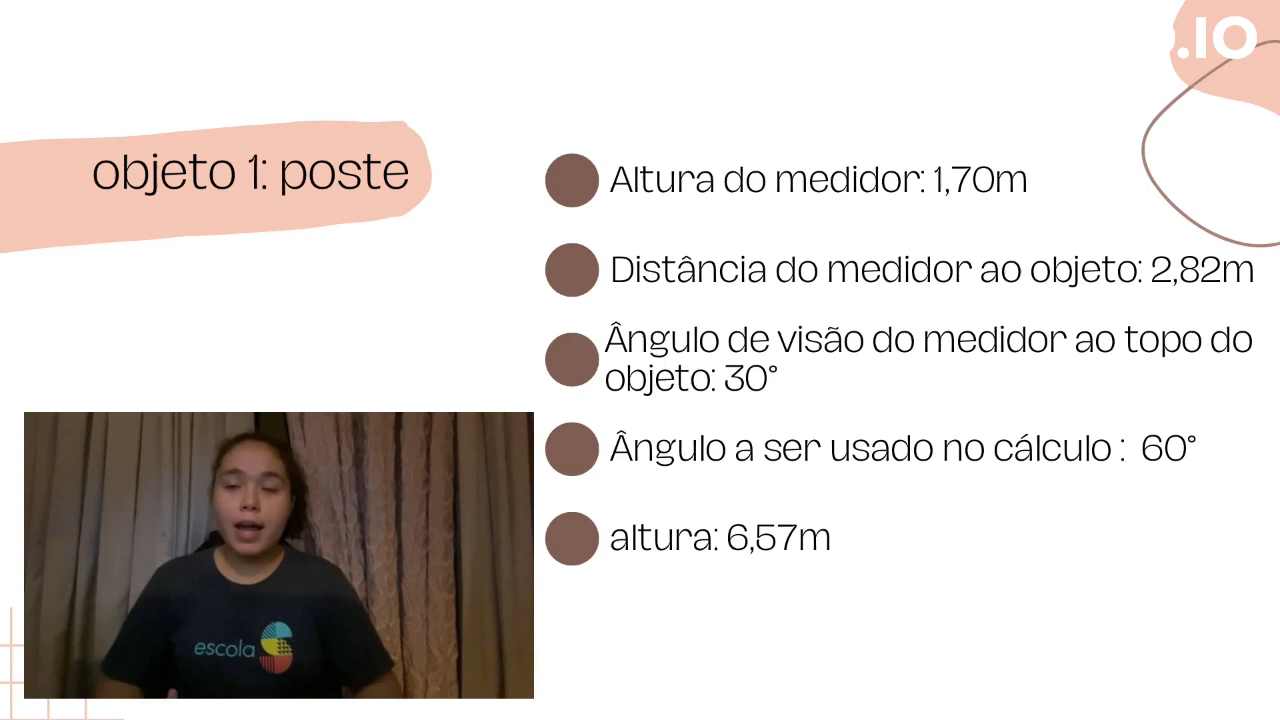 .IO
objeto 1: poste
Altura do medidor: 1,70m
Distância do medidor ao objeto: 2,82m
Ângulo de visão do medidor ao topo do
objeto: 30°
Ângulo a ser usado no cálculo : 60°
altura: 6,57m
escola